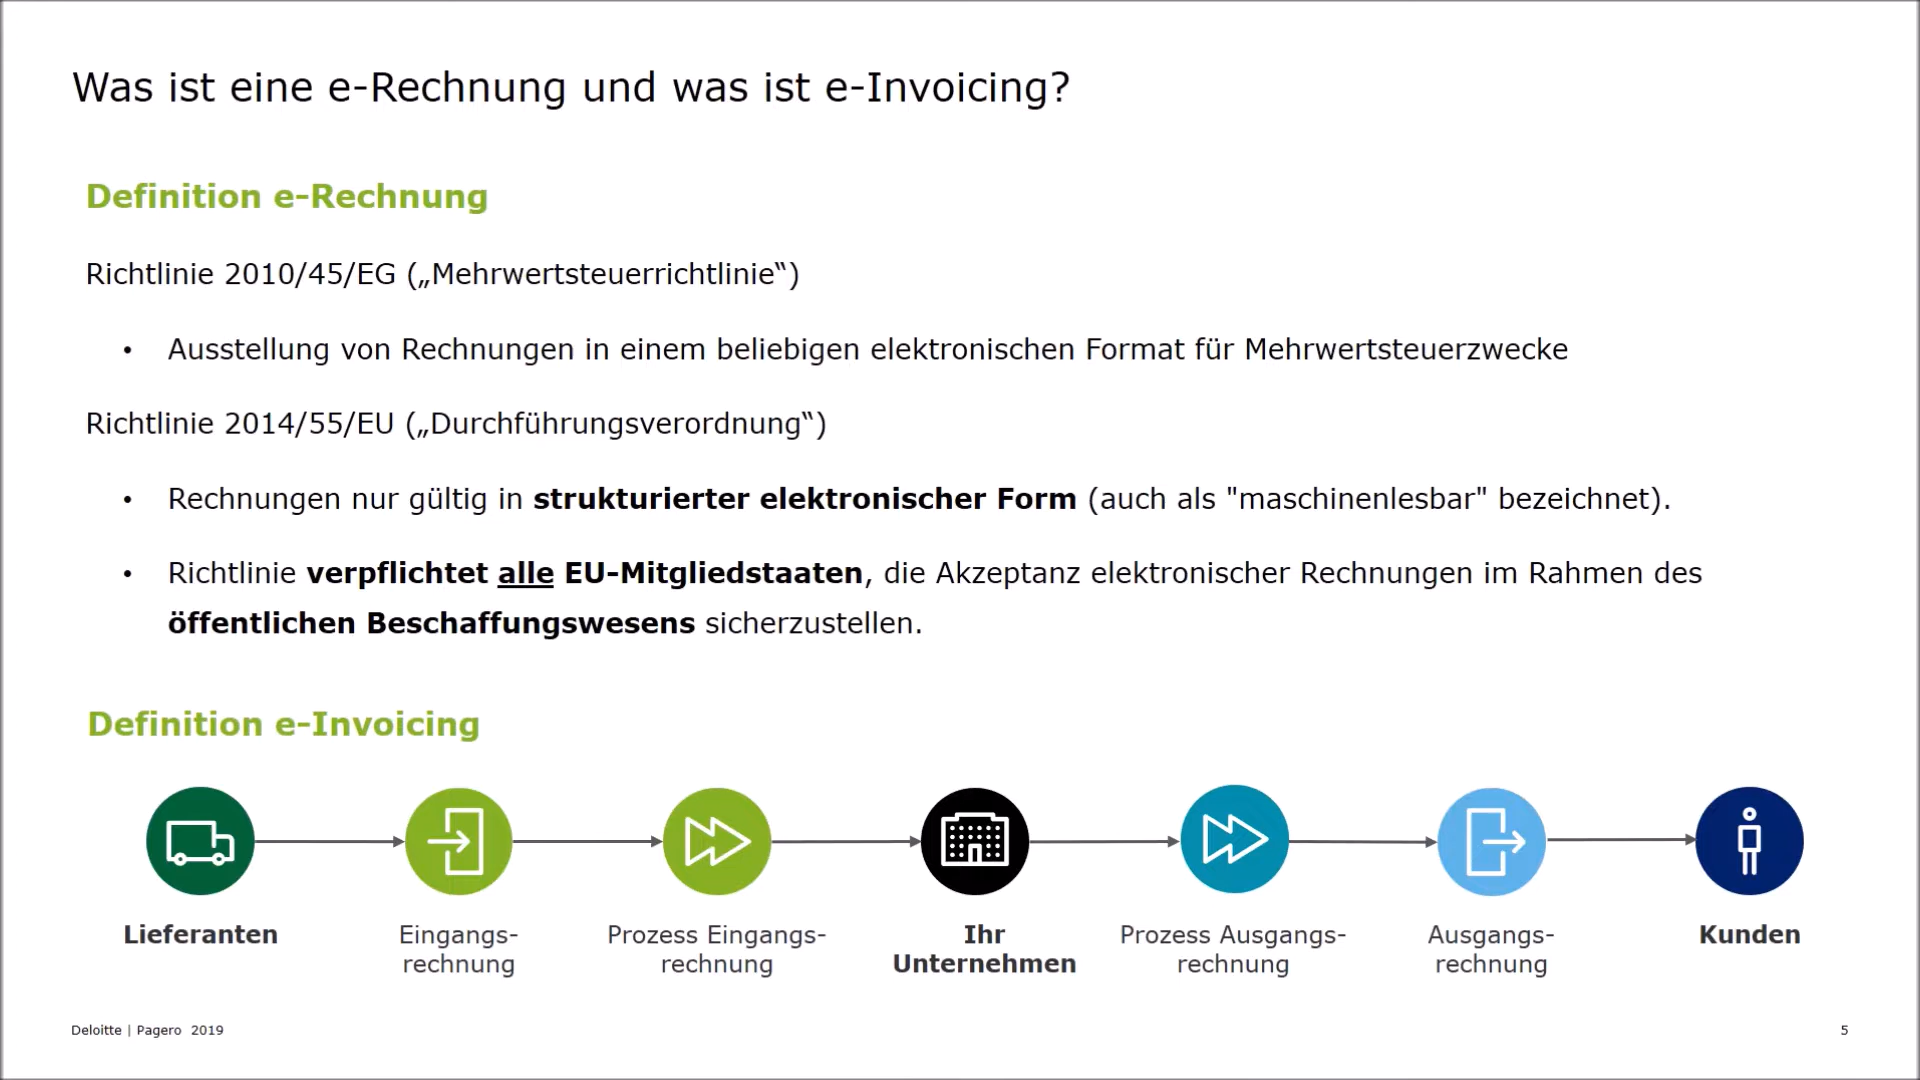 Was ist eine e-Rechnung und was ist e-Invoicing?
Definition e-Rechnung
Richtlinie 2010/45/EG („Mehrwertsteuerrichtlinie“)
• Ausstellung von Rechnungen in einem beliebigen elektronischen Format für Mehrwertsteuerzwecke
Richtlinie 2014/55/EU („Durchführungsverordnung“)
• Rechnungen nur gültig in strukturierter elektronischer Form (auch als "maschinenlesbar" bezeichnet).
• Richtlinie verpflichtet alle EU-Mitgliedstaaten, die Akzeptanz elektronischer Rechnungen im Rahmen des
öffentlichen Beschaffungswesens sicherzustellen.
Definition e-Invoicing
Lieferanten
Eingangs-
rechnung
Prozess Eingangs-
rechnung
Ihr
Unternehmen
Prozess Ausgangs-
rechnung
Ausgangs-
rechnung
Kunden
Deloitte | Pagero 2019
5